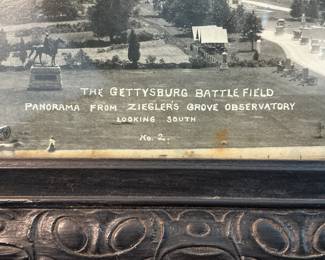 THE GETTYSBURG BATTLEFIELD
PANORAMA FROM ZIEGLER'S GROVE OBSERVATORY
LOOKING SOUTH
No. 2.